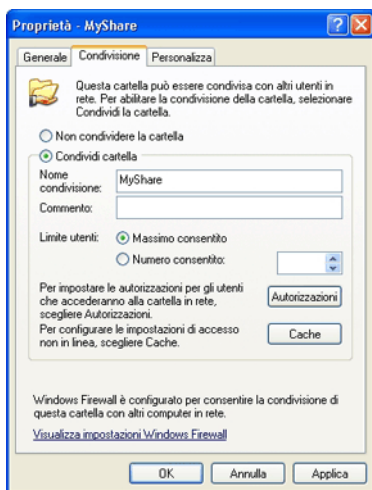 Proprietà - MyShare
Generale Condivisione Personalizza
Questa cartella può essere condivisa con altri utenti in
rete. Per abilitare la condivisione della cartella, selezionare
Condividi la cartella.
Non condividere la cartella
Condividi cartella
Nome
condivisione:
MyShare
Commento:
Limite utenti:
Massimo consentito
Numero consentito:
Per impostare le autorizzazioni per gli utenti
che accederanno alla cartella in rete,
scegliere Autorizzazioni.
Autorizzazioni
Per configurare le impostazioni di accesso
non in linea, scegliere Cache.
Cache
Windows Firewall è configurato per consentire la condivisione di
questa cartella con altri computer in rete.
Visualizza impostazioni Windows Firewall
OK Annulla Applica